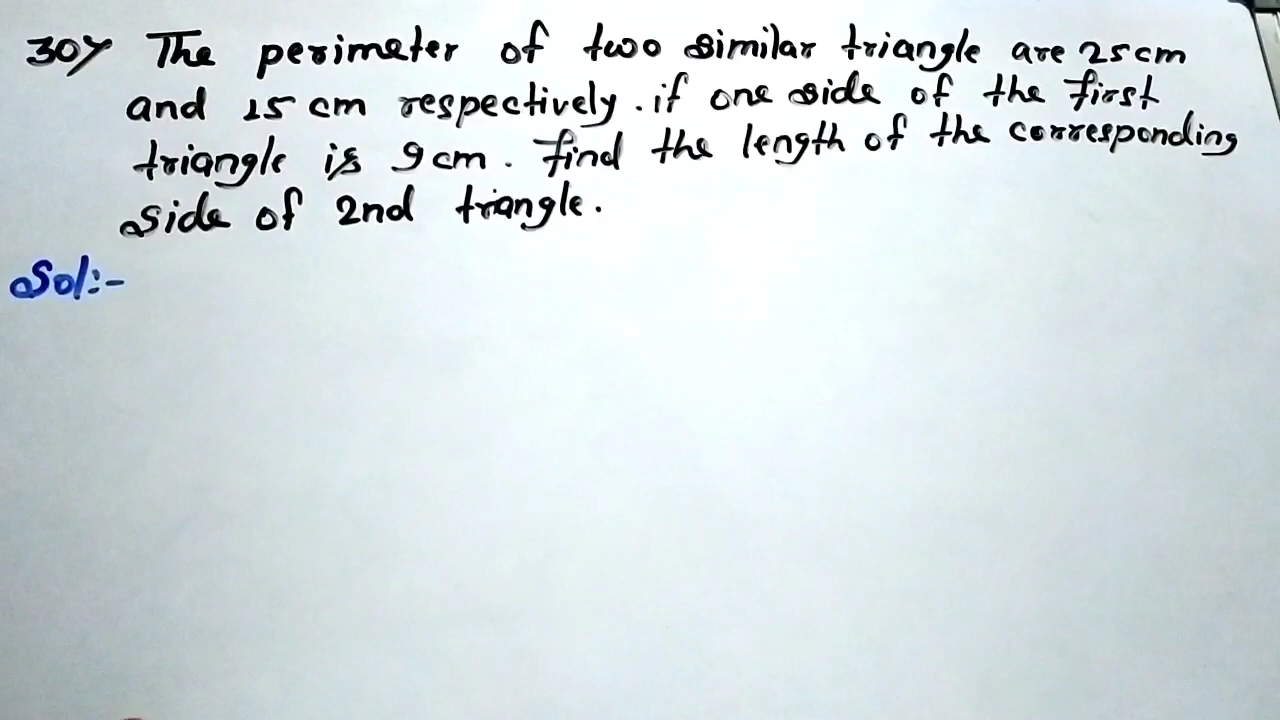 30> The perimeter of two similar triangle are 25cm
and 15 cm respectively. if one side of the first
triangle is 9cm. find the length of the corresponding
side of 2nd triangle.
Sol:-